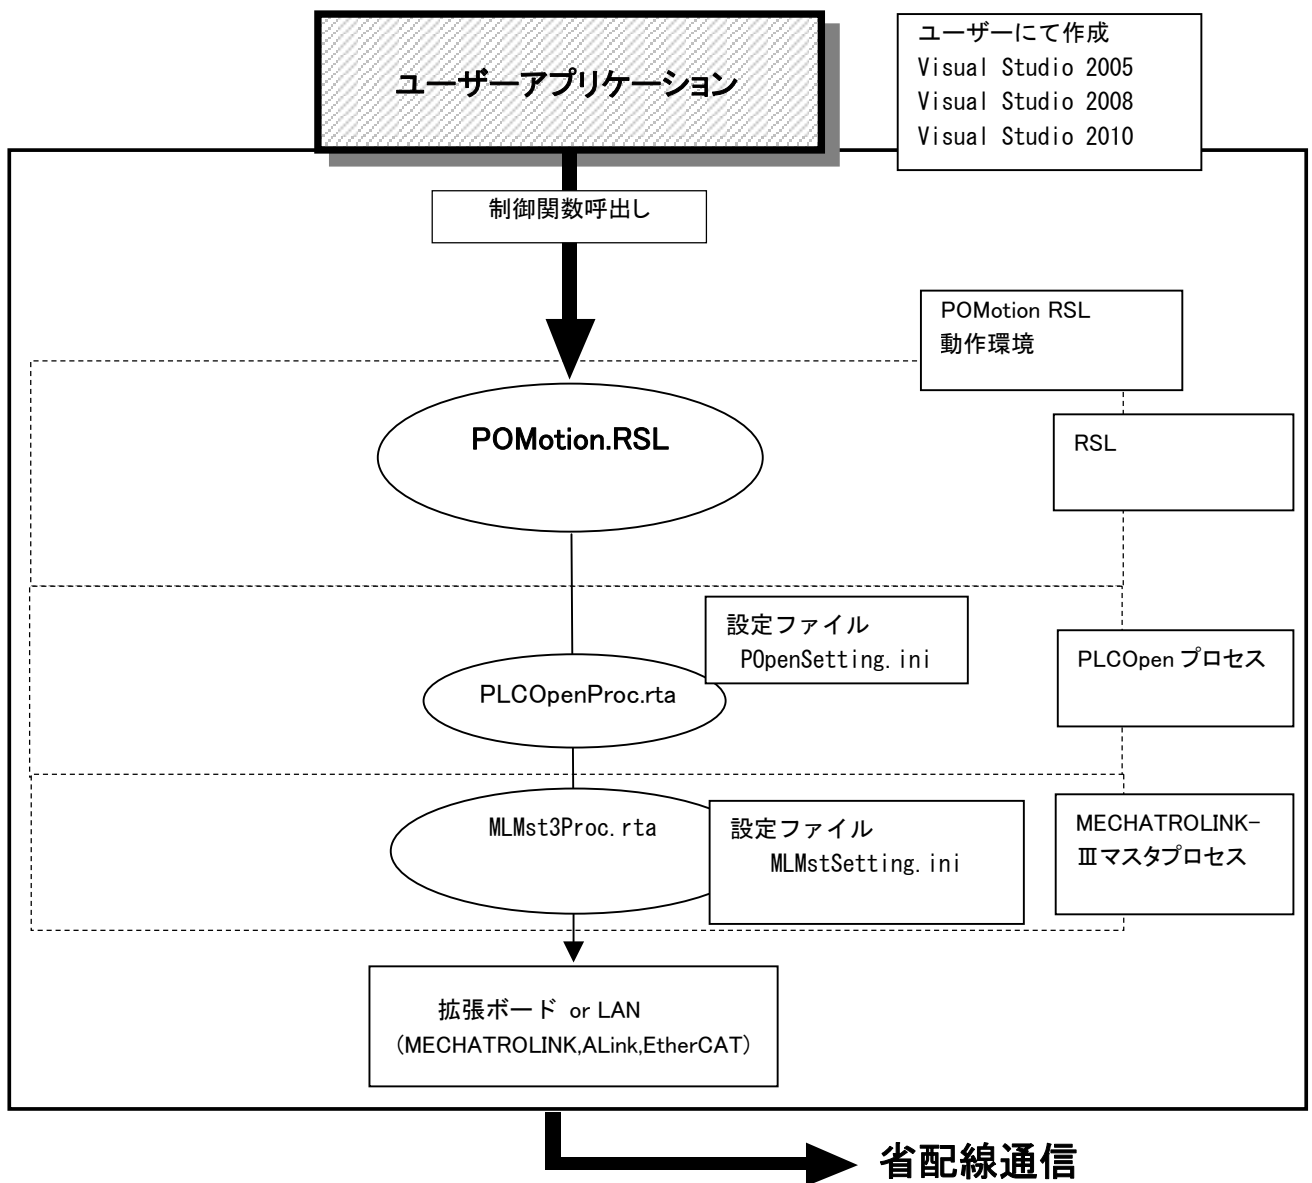 ユーザーアプリケーション
ユーザーにて作成
Visual Studio 2005
Visual Studio 2008
Visual Studio 2010
制御関数呼出し
POMotion RSL
動作環境
POMotion.RSL
RSL
設定ファイル
POpenSetting.ini
PLCOpenProc.rta
PLCOpen プロセス
MLMst3Proc.rta
設定ファイル
MLMstSetting.ini
MECHATROLINK-
Ⅲマスタプロセス
拡張ボード or LAN
(MECHATROLINK,ALink,EtherCAT)
省配線通信